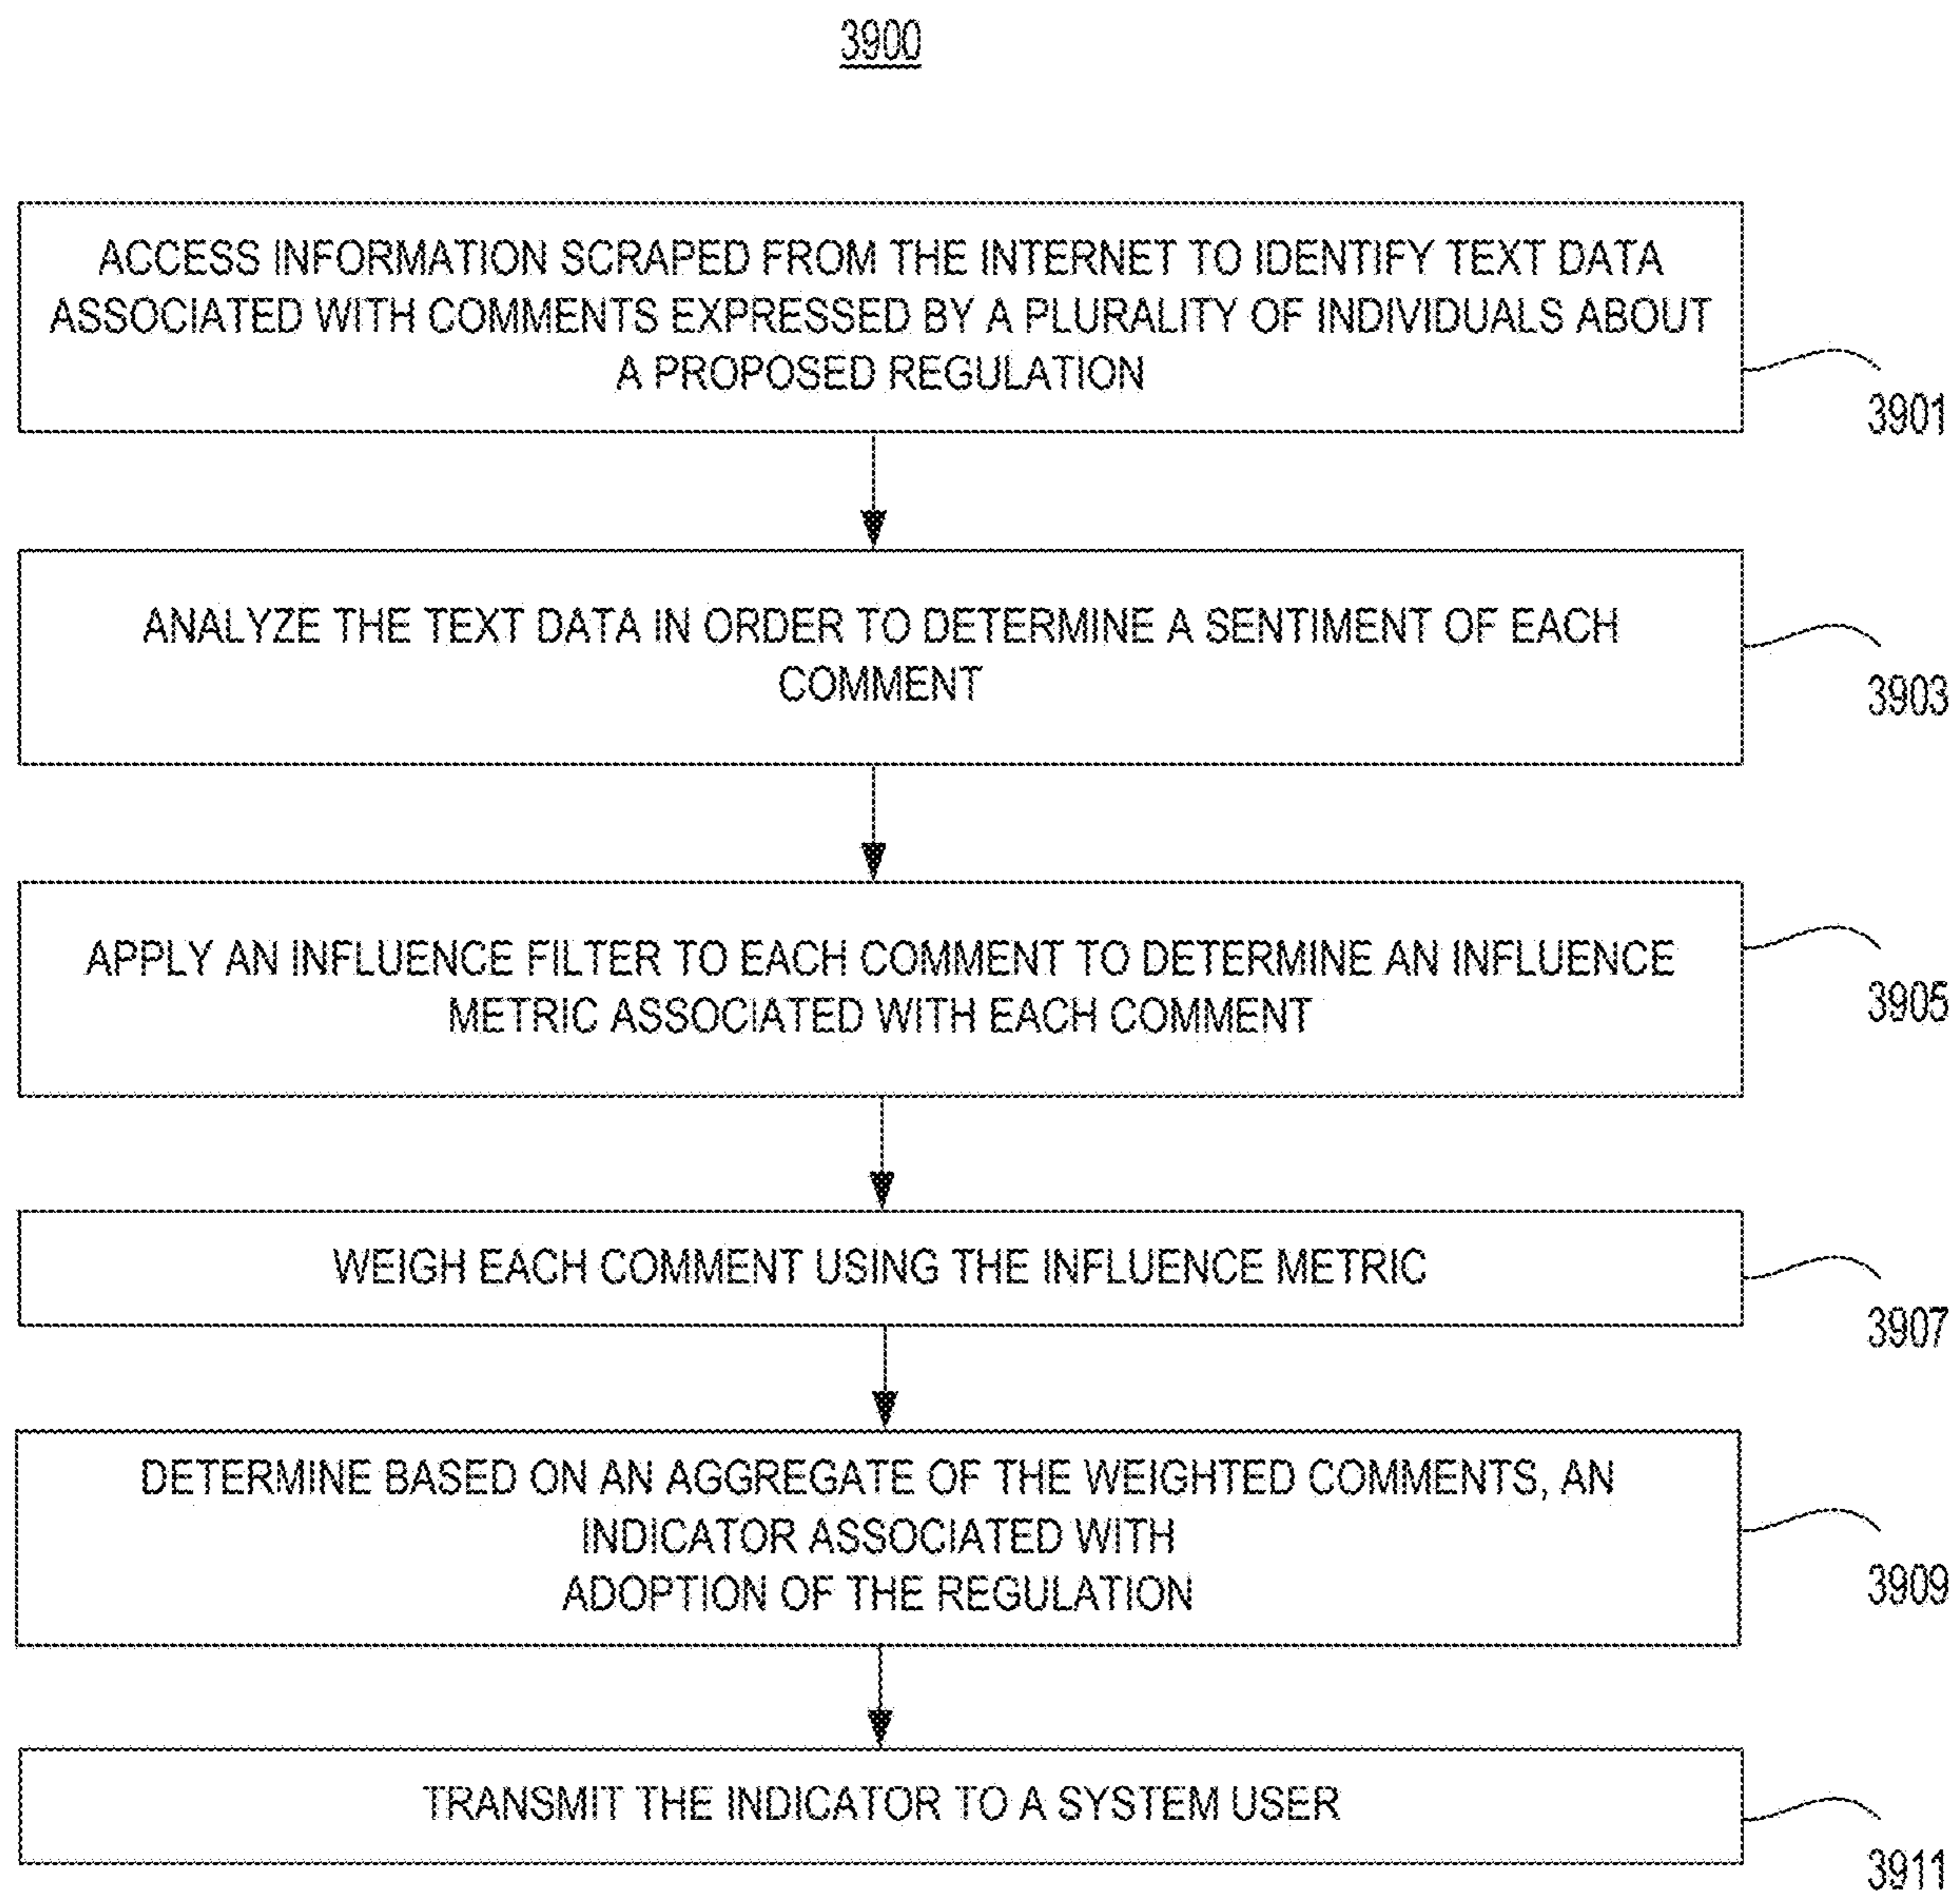 3900
ACCESS INFORMATION SCRAPED FROM THE INTERNET TO IDENTIFY TEXT DATA
ASSOCIATED WITH COMMENTS EXPRESSED BY A PLURALITY OF INDIVIDUALS ABOUT
A PROPOSED REGULATION
3901
ANALYZE THE TEXT DATA IN ORDER TO DETERMINE A SENTIMENT OF EACH
COMMENT
3903
APPLY AN INFLUENCE FILTER TO EACH COMMENT TO DETERMINE AN INFLUENCE
METRIC ASSOCIATED WITH EACH COMMENT
3905
WEIGH EACH COMMENT USING THE INFLUENCE METRIC
3907
DETERMINE BASED ON AN AGGREGATE OF THE WEIGHTED COMMENTS, AN
INDICATOR ASSOCIATED WITH
ADOPTION OF THE REGULATION
3909
TRANSMIT THE INDICATOR TO A SYSTEM USER
3911